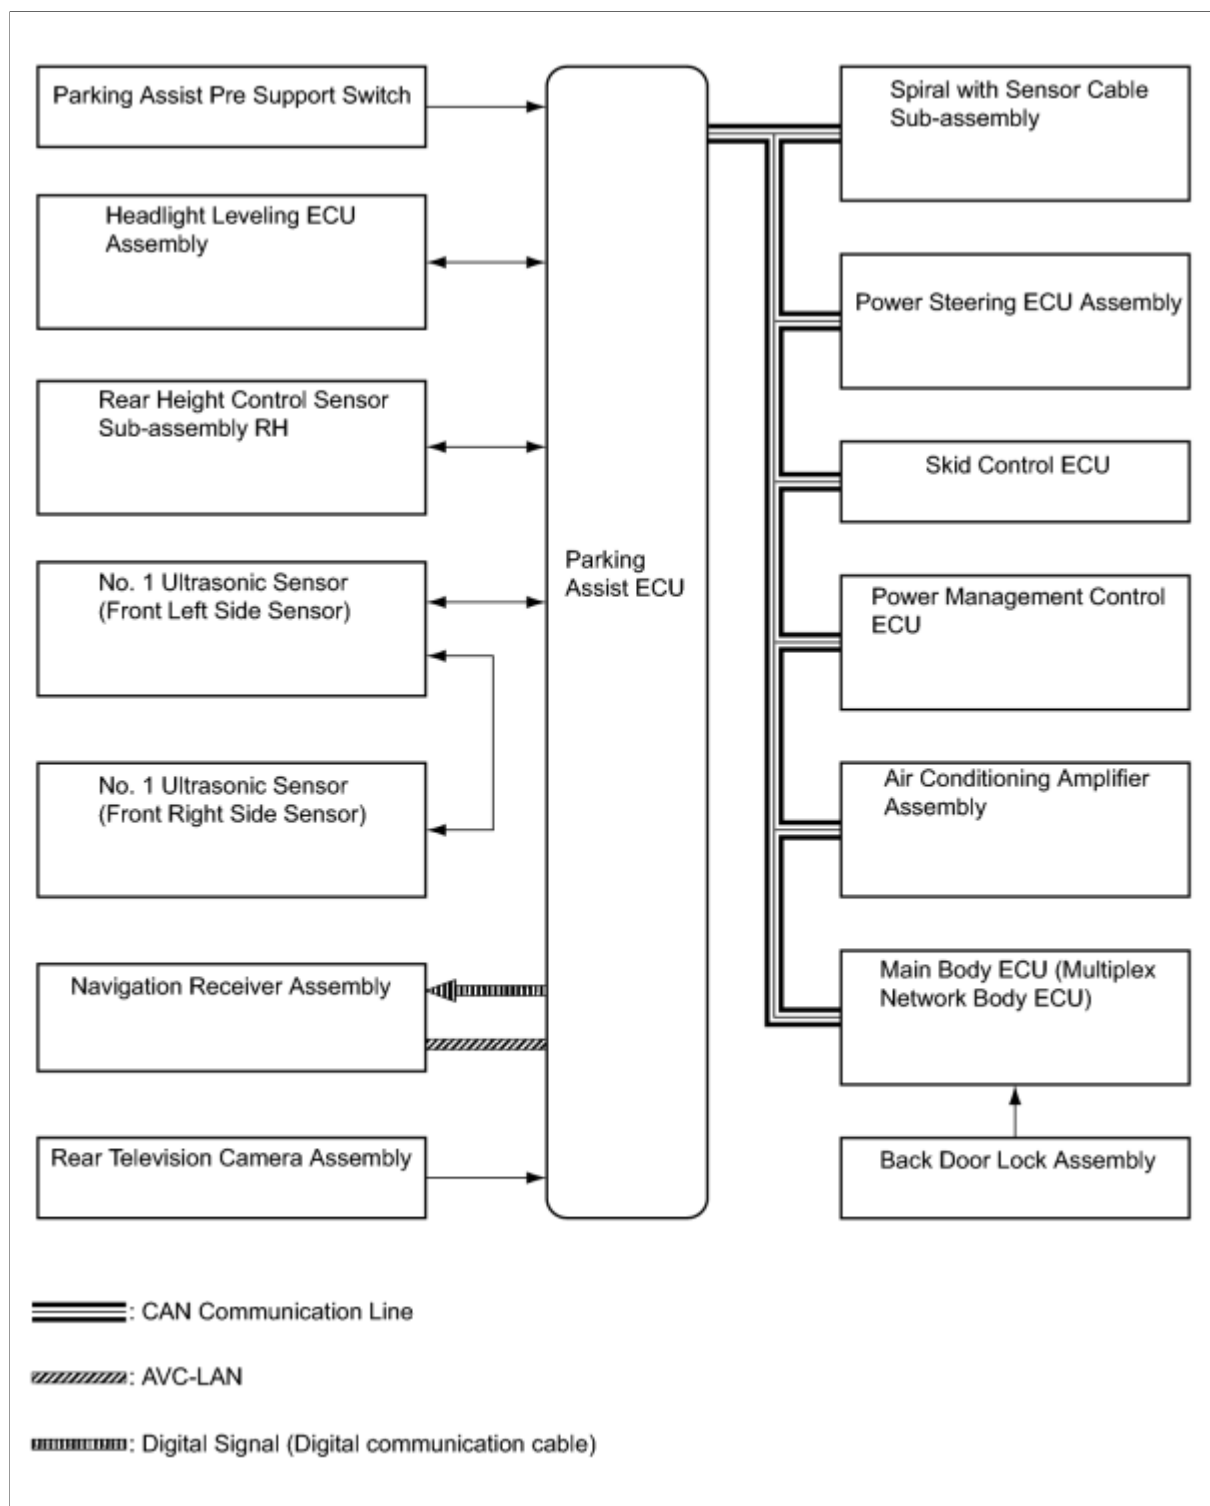 Parking Assist Pre Support Switch
Headlight Leveling ECU
Assembly
Rear Height Control Sensor
Sub-assembly RH
No. 1 Ultrasonic Sensor
(Front Left Side Sensor)
No. 1 Ultrasonic Sensor
(Front Right Side Sensor)
Navigation Receiver Assembly
Rear Television Camera Assembly
Parking
Assist ECU
Spiral with Sensor Cable
Sub-assembly
Power Steering ECU Assembly
Skid Control ECU
Power Management Control
ECU
Air Conditioning Amplifier
Assembly
Main Body ECU (Multiplex
Network Body ECU)
Back Door Lock Assembly
: CAN Communication Line
: AVC-LAN
: Digital Signal (Digital communication cable)